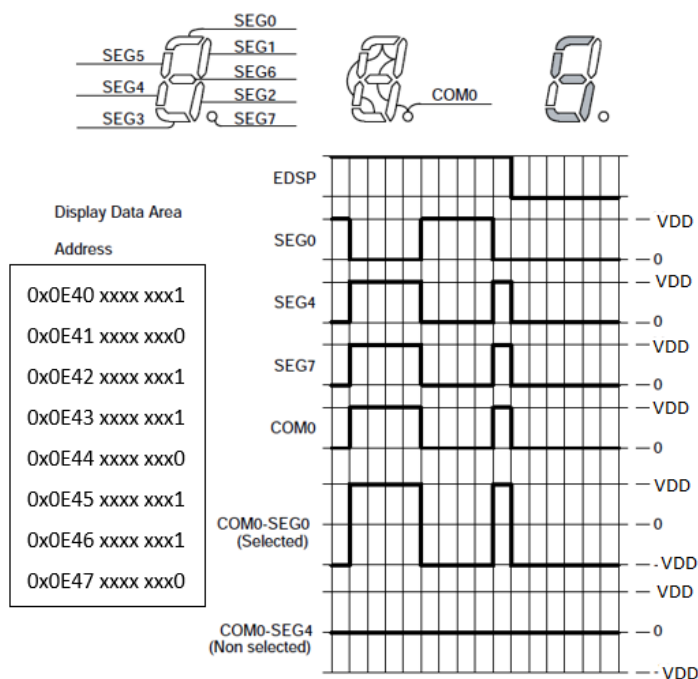 SEG0
SEG5
SEG1
SEG6
SEG4
SEG2
SEG3
SEG7
COM0
Display Data Area
Address
0x0E40 xxxx xxx1
0x0E41 xxxx xxx0
0x0E42 xxxx xxx1
0x0E43 xxxx xxx1
0x0E44 xxxx xxx0
0x0E45 xxxx xxx1
0x0E46 xxxx xxx1
0x0E47 xxxx xxx0
EDSP
SEG0
VDD
0
SEG4
VDD
0
SEG7
VDD
0
COM0
VDD
0
COM0-SEG0
(Selected)
VDD
0
- VDD
COM0-SEG4
(Non selected)
VDD
0
- VDD